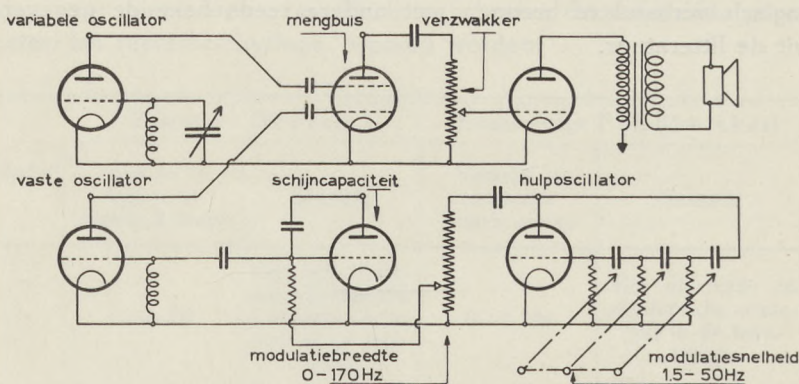 variabele oscillator
mengbuis
verzwakker
vaste oscillator
schijncapaciteit
hulposcillator
modulatiebreedte
0-170Hz
modulatiesnelheid
1.5-50Hz